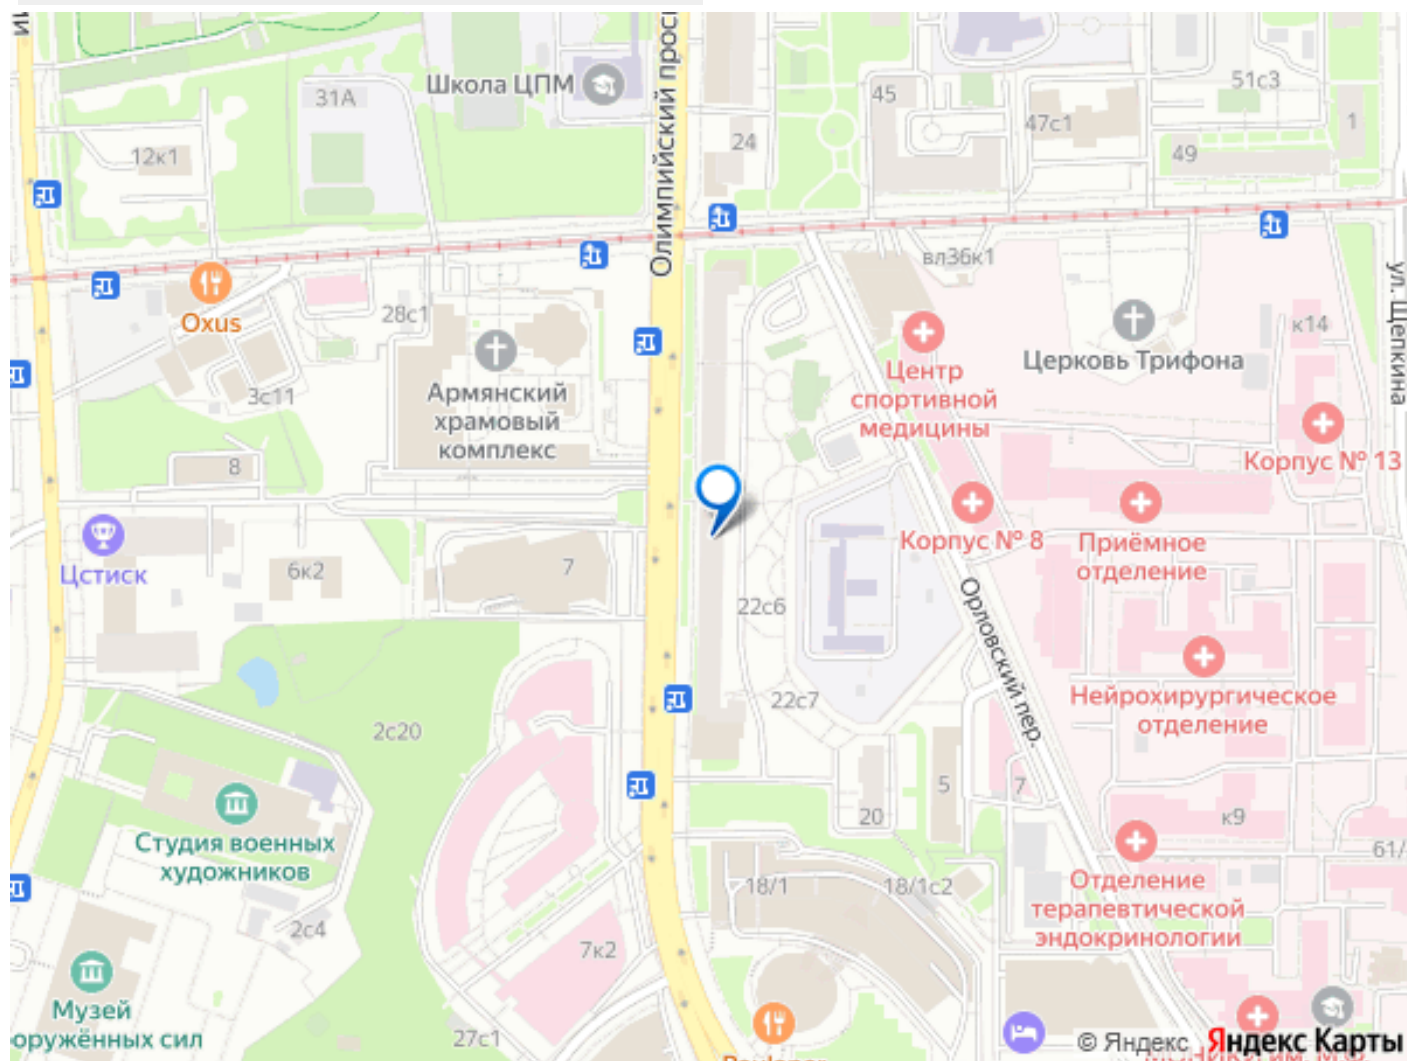 Олимпийский прос
Школа ЦПМ
31А
12к1
24
45
47с1
51с3
1
49
вл36к1
ул. Щепкина
Oxus
28с1
Армянский
храмовый
комплекс
3с11
8
Центр
спортивной
медицины
Церковь Трифона
к14
Корпус № 13
Цстиск
6к2
7
22с6
Корпус № 8
Приёмное
отделение
Орловский пер.
Нейрохирургическое
отделение
22с7
2с20
Студия военных
художников
2с4
7к2
27с1
Музей
оружённых сил
5
7
20
18/1
18/1с2
к9
61/
Отделение
терапевтической
эндокринологии
© Яндекс Яндекс Карты